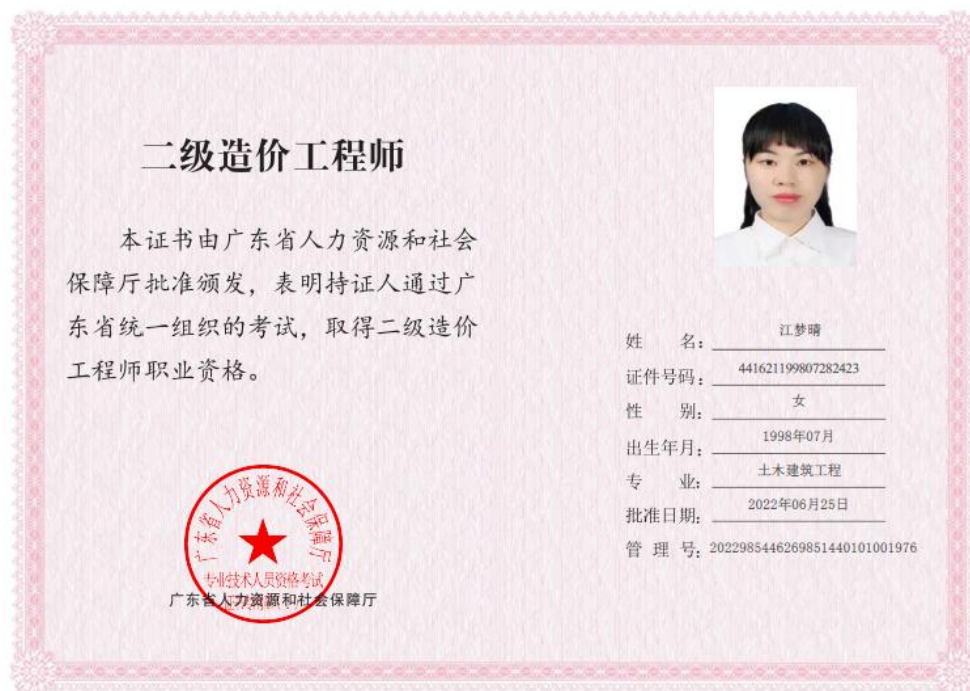 二级造价工程师
本证书由广东省人力资源和社会
保障厅批准颁发，表明持证人通过广
东省统一组织的考试，取得二级造价
工程师职业资格。
广东省人力资源和社会保障厅
专业技术人员资格考试
广东省人力资源和社会保障厅
姓 名：江梦晴
证件号码：441621199807282423
性 别：女
出生年月：1998年07月
专 业：土木建筑工程
批准日期：2022年06月25日
管 理 号：2022985446269851440101001976